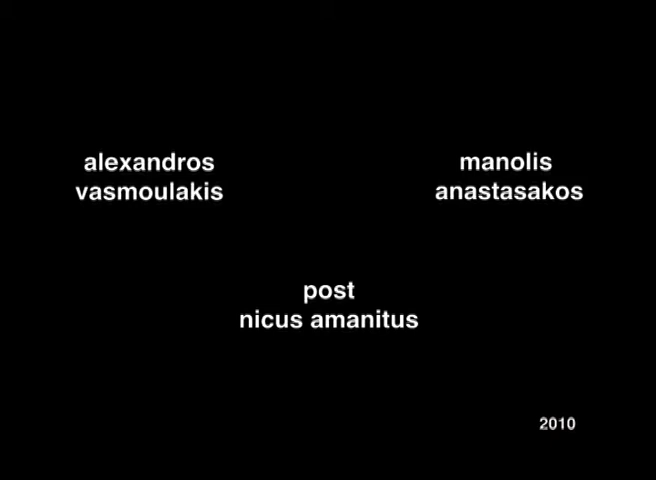 alexandros
vasmoulakis
manolis
anastasakos
post
nicus amanitus
2010